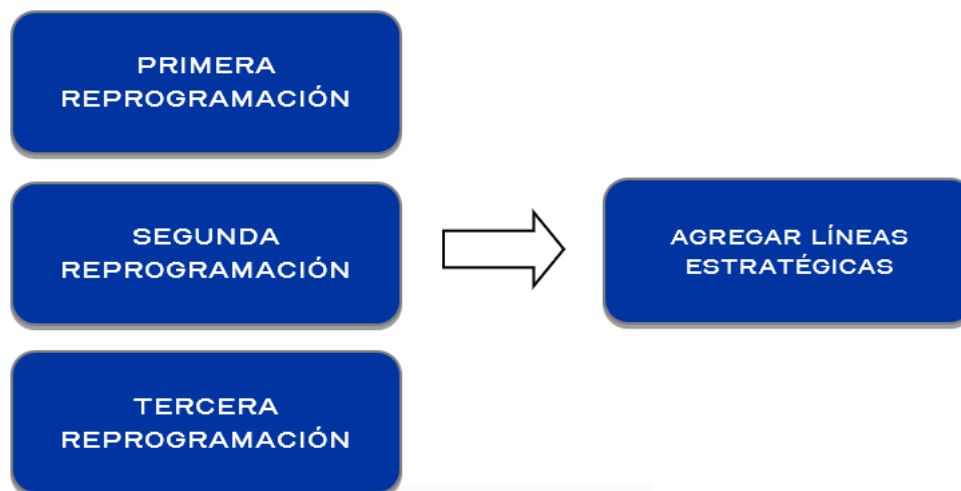 PRIMERA
REPROGRAMACIÓN
SEGUNDA
REPROGRAMACIÓN
TERCERA
REPROGRAMACIÓN
AGREGAR LÍNEAS
ESTRATÉGICAS